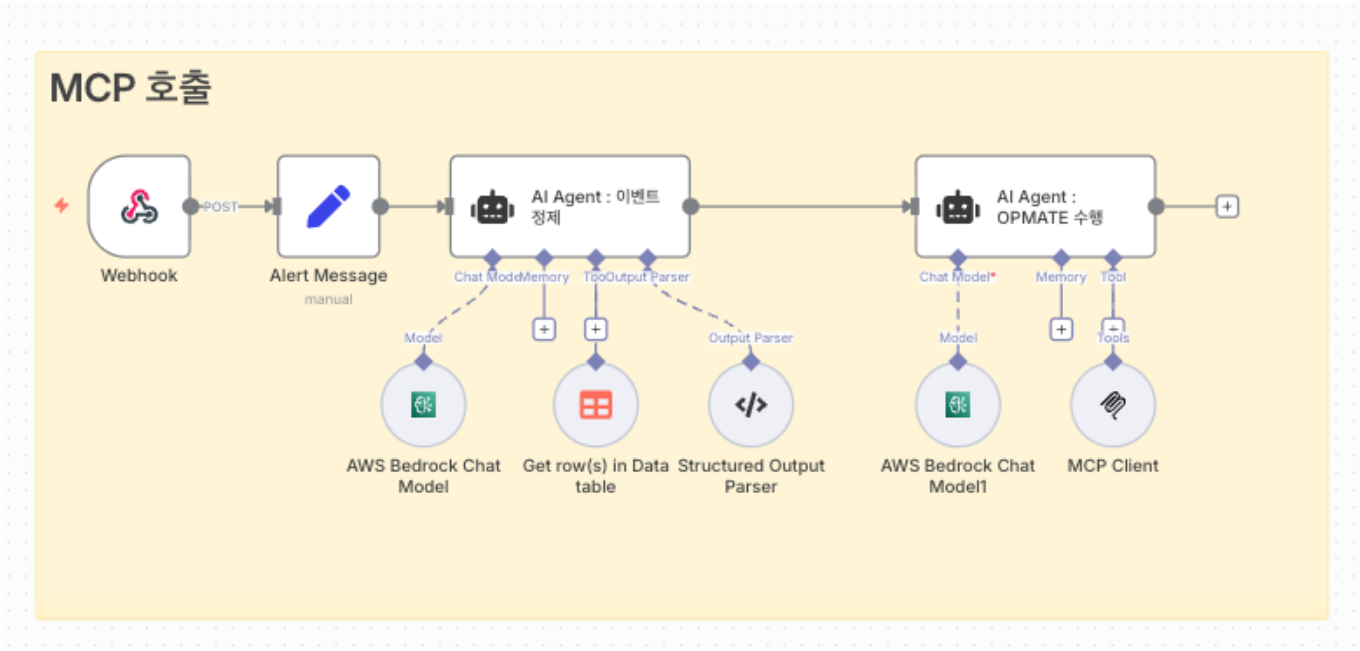 MCP 호출
POST
Webhook
Alert Message
manual
AI Agent : 이벤트
정제
Chat Model
Memory
Tool
Output Parser
Model
Output Parser
AWS Bedrock Chat
Model
Get row(s) in Data
table
Structured Output
Parser
AI Agent :
OPMATE 수행
Chat Model*
Memory
Tool
Model
Tools
AWS Bedrock Chat
Model1
MCP Client